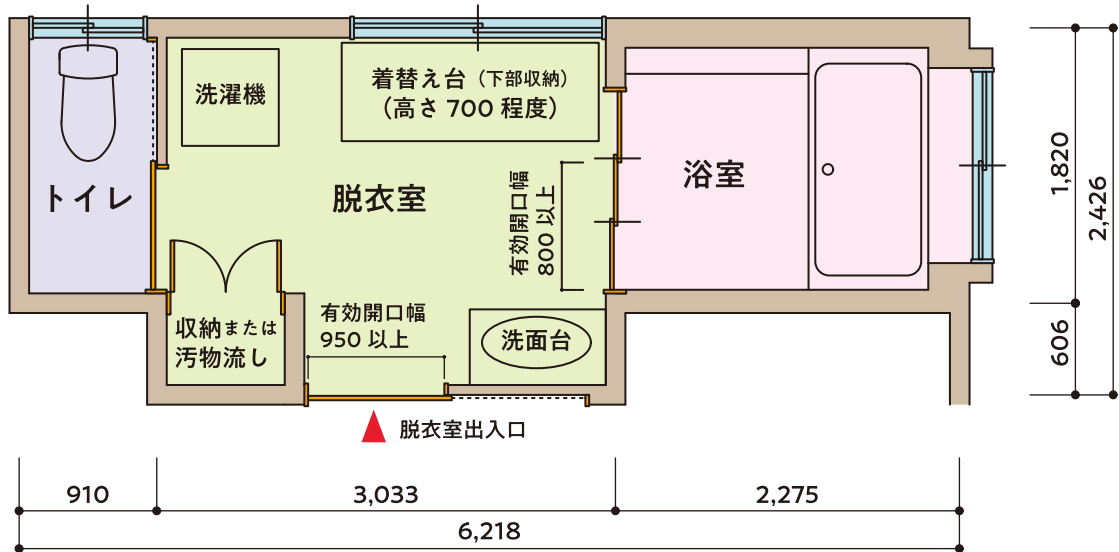 洗濯機
着替え台（下部収納）
（高さ 700 程度）
トイレ
脱衣室
有効開口幅
800 以上
浴室
収納または
汚物流し
有効開口幅
950 以上
洗面台
脱衣室出入口
1,820
2,426
606
910
3,033
2,275
6,218